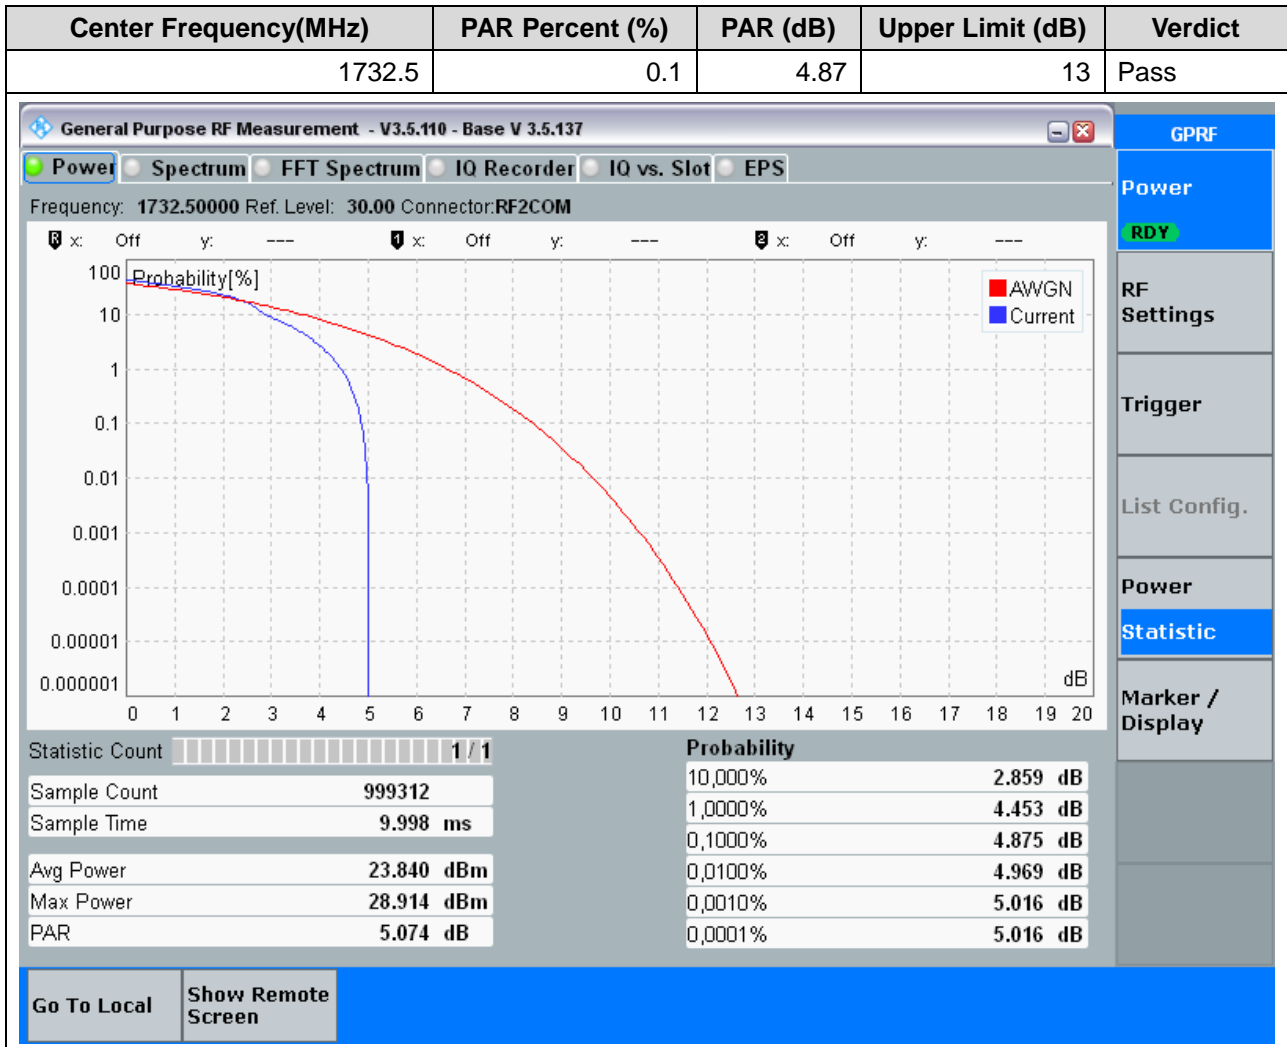 Center Frequency(MHz) PAR Percent (%) PAR (dB) Upper Limit (dB) Verdict
1732.5 0.1 4.87 13 Pass
General Purpose RF Measurement - V3.5.110 - Base V 3.5.137
GPRF
Power Spectrum FFT Spectrum IQ Recorder IQ vs. Slot EPS
Power
RDY
Frequency: 1732.50000 Ref. Level: 30.00 Connector:RF2COM
R x: Off y: --- 1 x: Off y: --- 2 x: Off y: ---
Probability[%]
AWGN
Current
100
10
1
0.1
0.01
0.001
0.0001
0.00001
0.000001
dB
0 1 2 3 4 5 6 7 8 9 10 11 12 13 14 15 16 17 18 19 20
RF
Settings
Trigger
List Config.
Power
Statistic
Marker /
Display
Statistic Count 1 / 1
Sample Count 999312
Sample Time 9.998 ms
Avg Power 23.840 dBm
Max Power 28.914 dBm
PAR 5.074 dB
Probability
10,000% 2.859 dB
1,0000% 4.453 dB
0,1000% 4.875 dB
0,0100% 4.969 dB
0,0010% 5.016 dB
0,0001% 5.016 dB
Go To Local
Show Remote
Screen